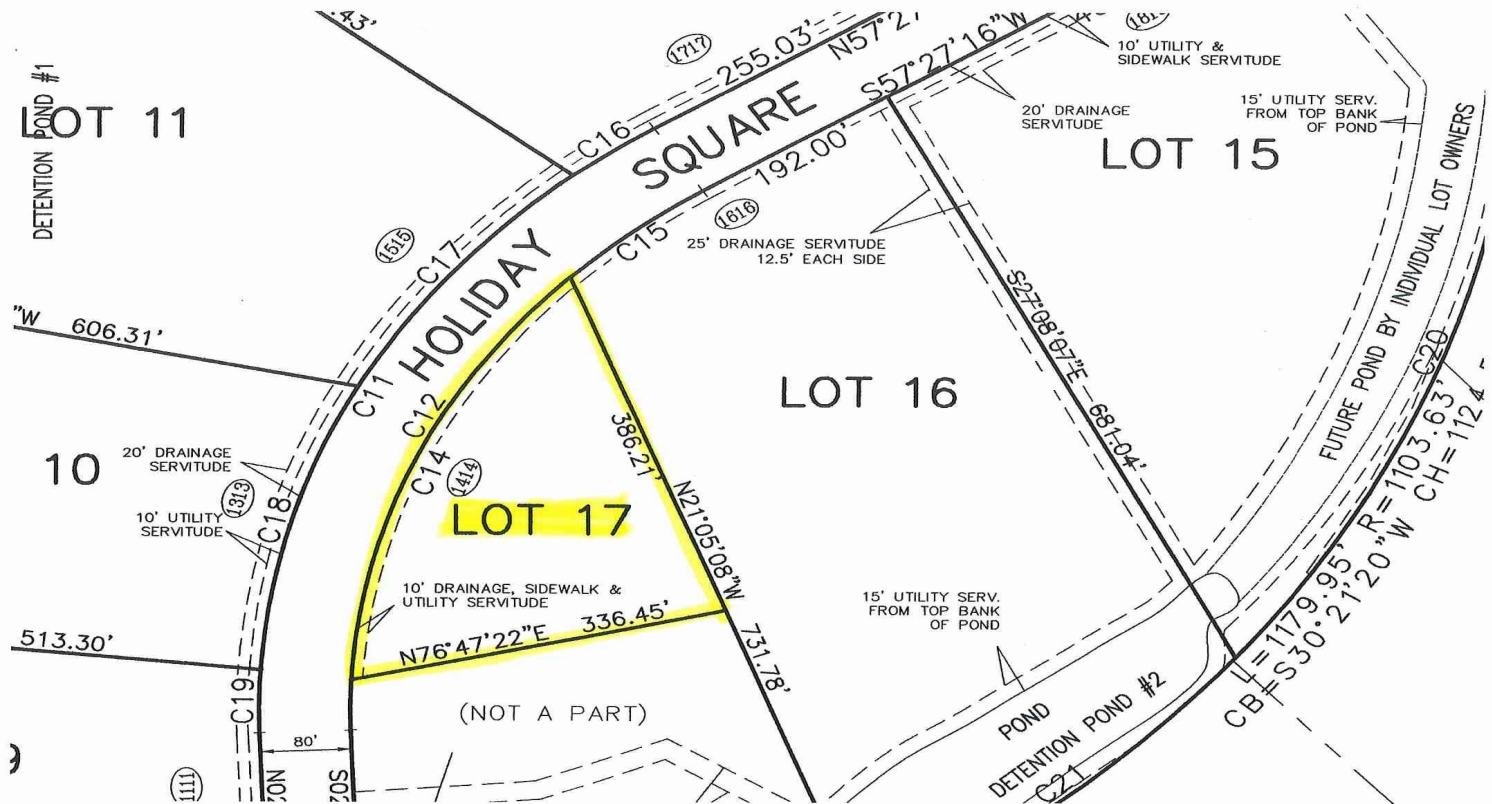 .43'
1717
255.03'
N57°27'
S57°27'16"W
1818
10' UTILITY &
SIDEWALK SERVITUDE
DETENTION POND #1
LOT 11
C16
SQUARE
192.00'
20' DRAINAGE
SERVITUDE
15' UTILITY SERV.
FROM TOP BANK
OF POND
LOT 15
1616
C15
25' DRAINAGE SERVITUDE
12.5' EACH SIDE
1515
C17
HOLIDAY
"W 606.31'
C11
C12
S27°08'07"E 681.04'
FUTURE POND BY INDIVIDUAL LOT OWNERS
C20
LOT 16
386.21'
10
20' DRAINAGE
SERVITUDE
1313
10' UTILITY
SERVITUDE
C18
C14
1414
LOT 17
N21°05'08"W
731.78'
10' DRAINAGE, SIDEWALK &
UTILITY SERVITUDE
N76°47'22"E 336.45'
513.30'
C19
15' UTILITY SERV.
FROM TOP BANK
OF POND
(NOT A PART)
80'
9
1111
POND
DETENTION POND #2
C21
L=1179.95' R=1103.63'
CB=S30°21'20"W CH=112